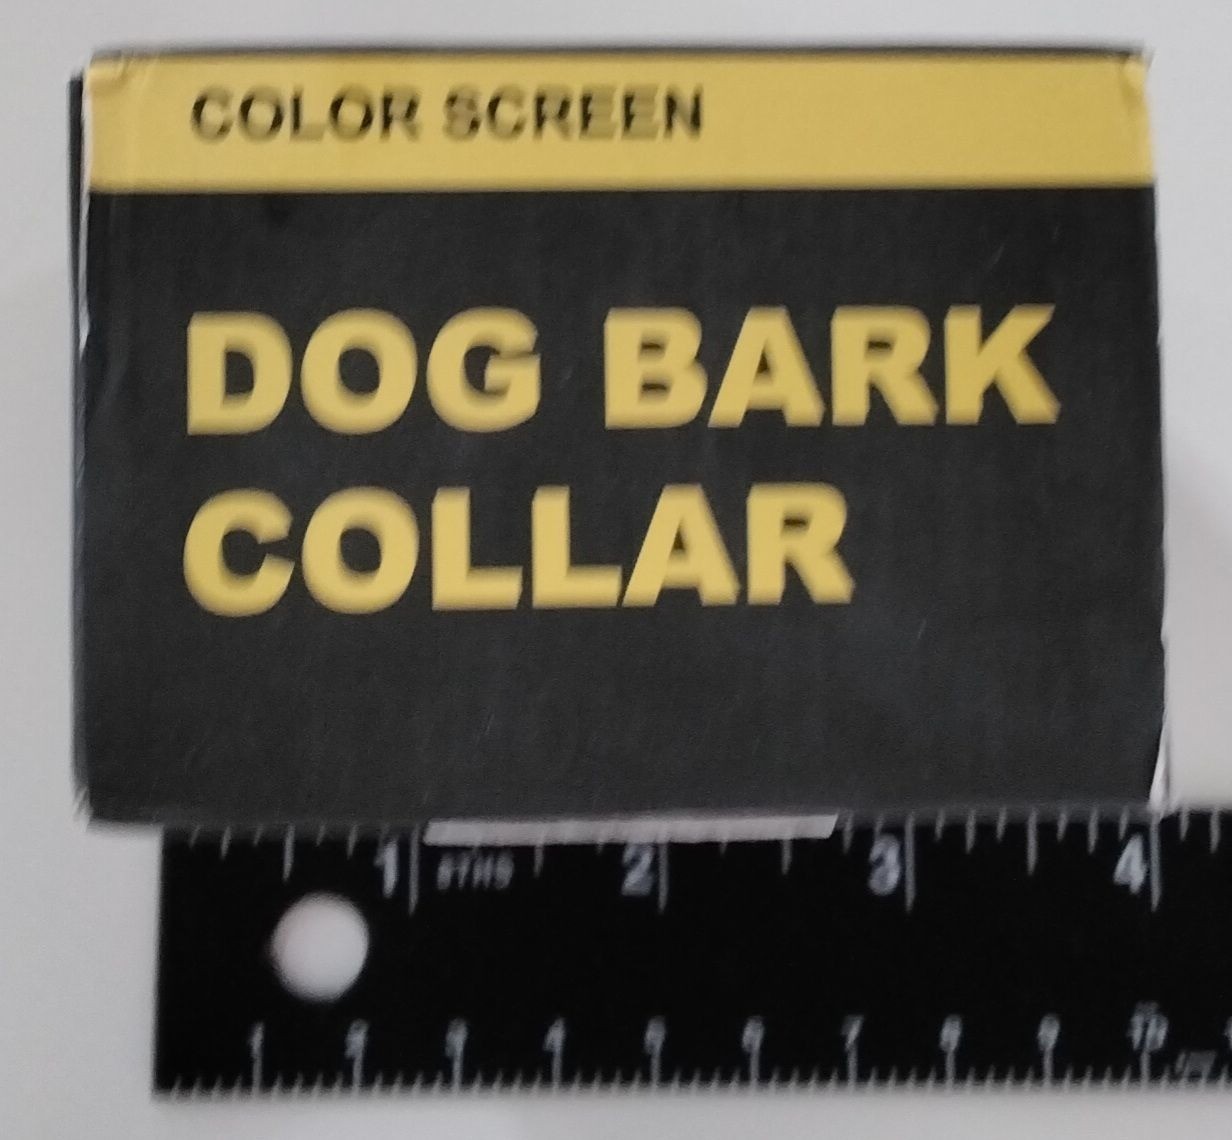 COLOR SCREEN
DOG BARK
COLLAR
1 8THS 2 3 4
1 2 3 4 5 6 7 8 9 10